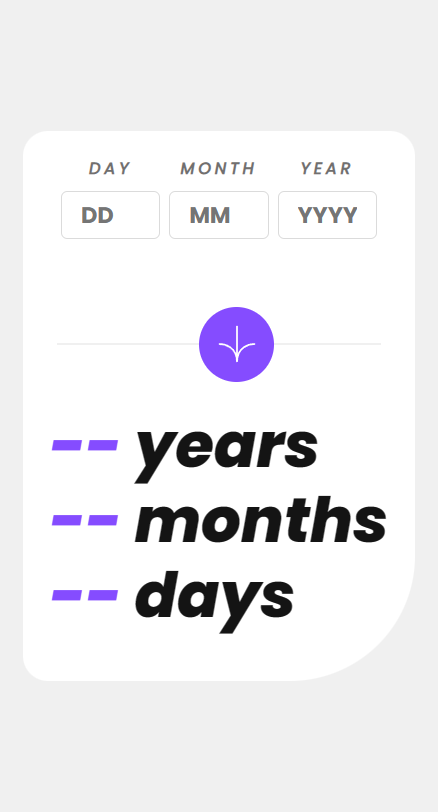 DAY MONTH YEAR
DD MM YYYY
-- years
-- months
-- days